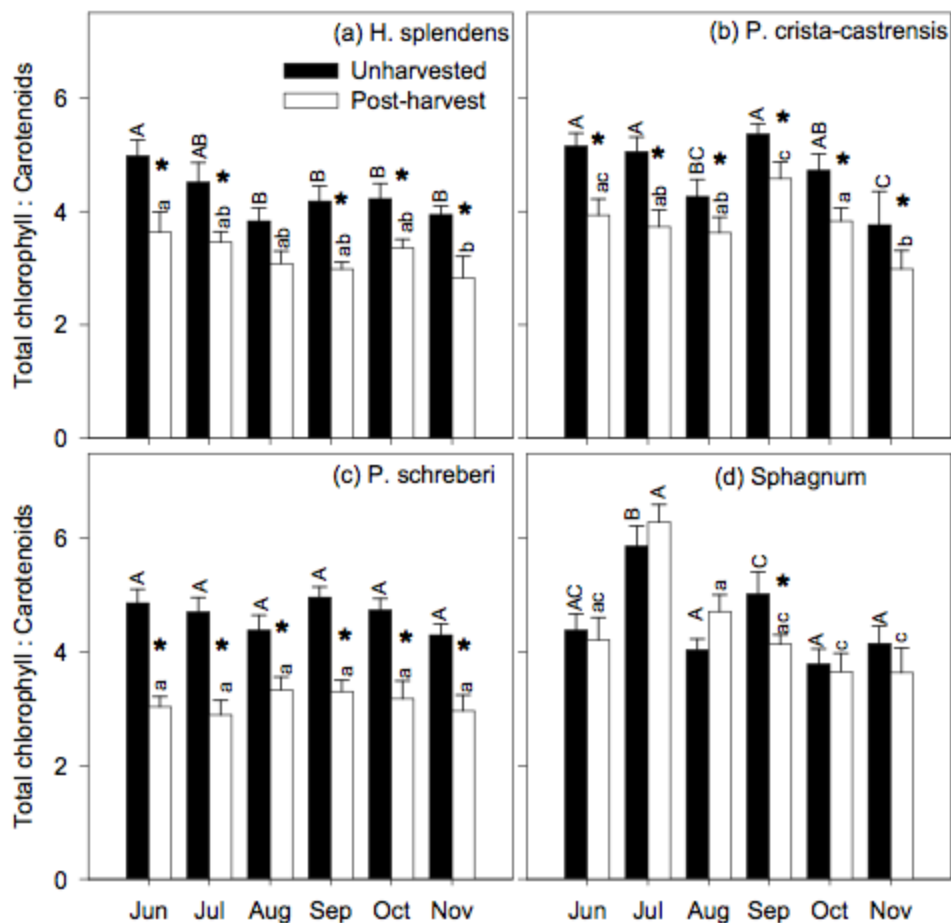 (a) H. splendens
Unharvested
Post-harvest
Total chlorophyll : Carotenoids
6
4
2
0
A AB B B B B
* * * * *
a ab ab ab ab b
(b) P. crista-castrensis
A A BC A AB C
* * * * * *
ac ab ab c a b
(c) P. schreberi
Total chlorophyll : Carotenoids
6
4
2
0
A A A A A A
* * * * * *
a a a a a a
Jun Jul Aug Sep Oct Nov
(d) Sphagnum
AC B A C A A
*
ac A a ac c c
Jun Jul Aug Sep Oct Nov